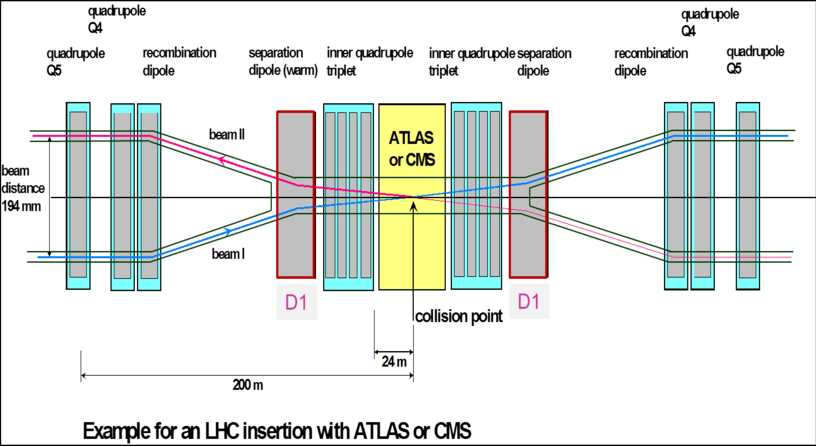 quadrupole
Q4
quadrupole
Q5
recombination
dipole
separation
dipole (warm)
inner quadrupole
triplet
inner quadrupole
triplet
separation
dipole
recombination
dipole
quadrupole
Q4
quadrupole
Q5
beam II
ATLAS
or CMS
beam
distance
194 mm
beam I
D1
D1
collision point
24 m
200 m
Example for an LHC insertion with ATLAS or CMS